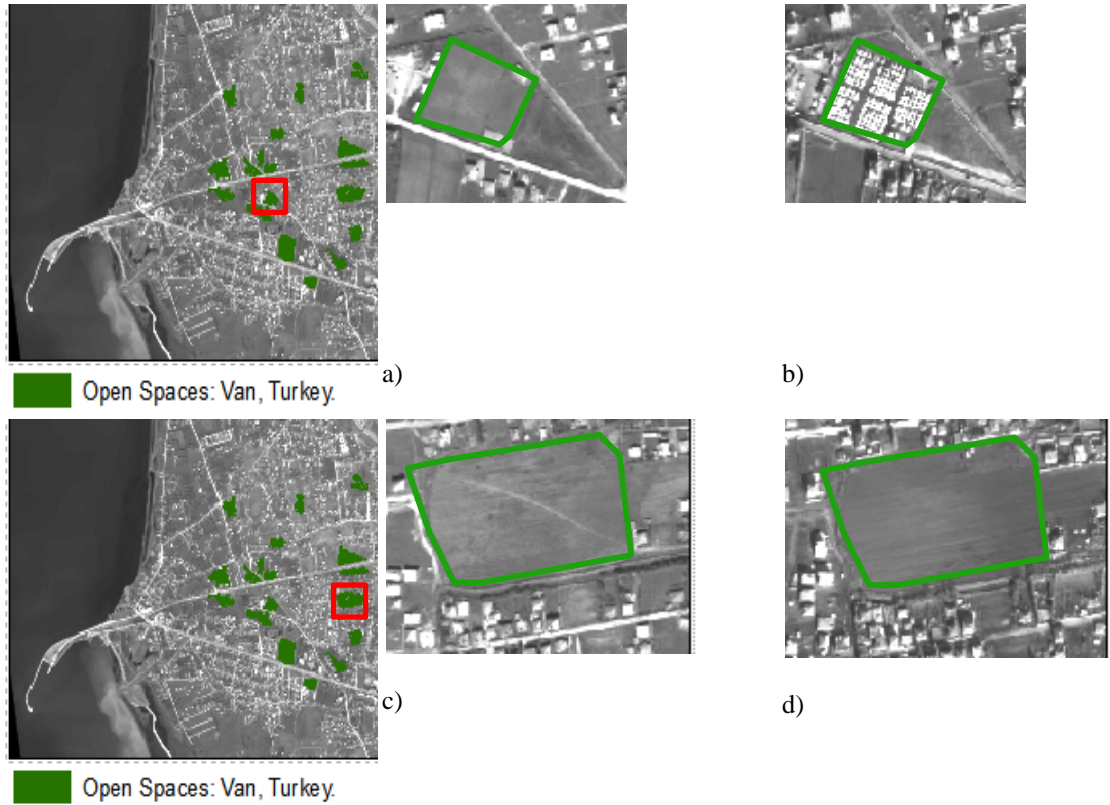 a)
b)
Open Spaces: Van, Turkey.
c)
d)
Open Spaces: Van, Turkey.